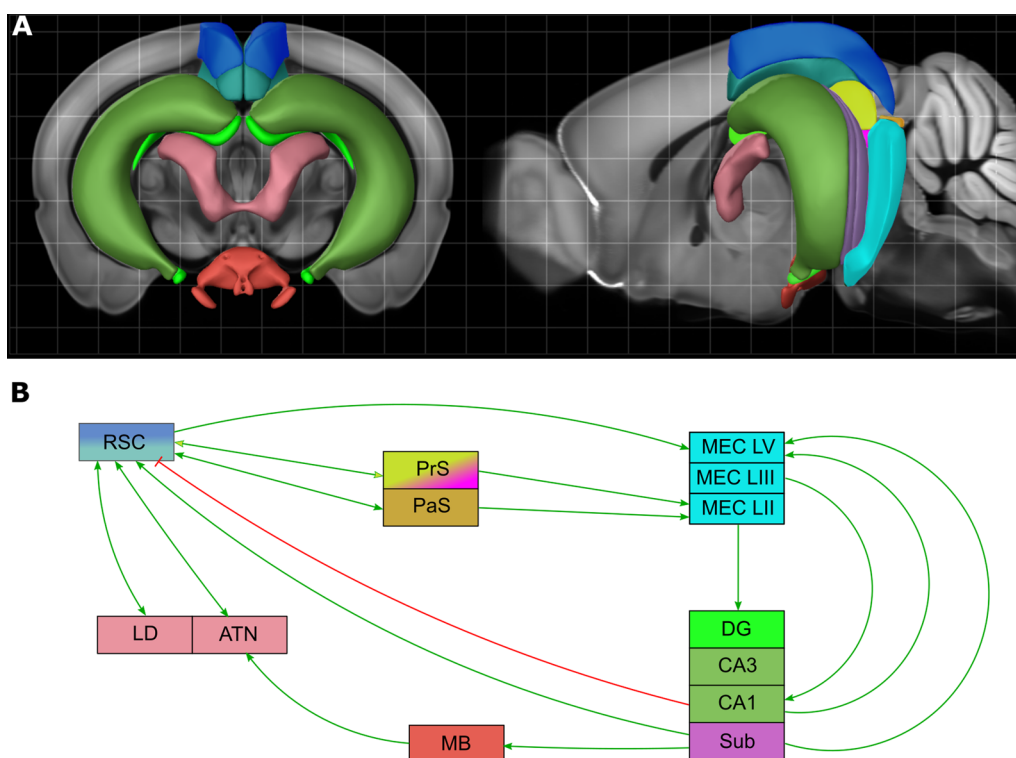 A
B
RSC
MEC LV
PrS
MEC LIII
PaS
MEC LII
LD
ATN
DG
CA3
CA1
MB
Sub